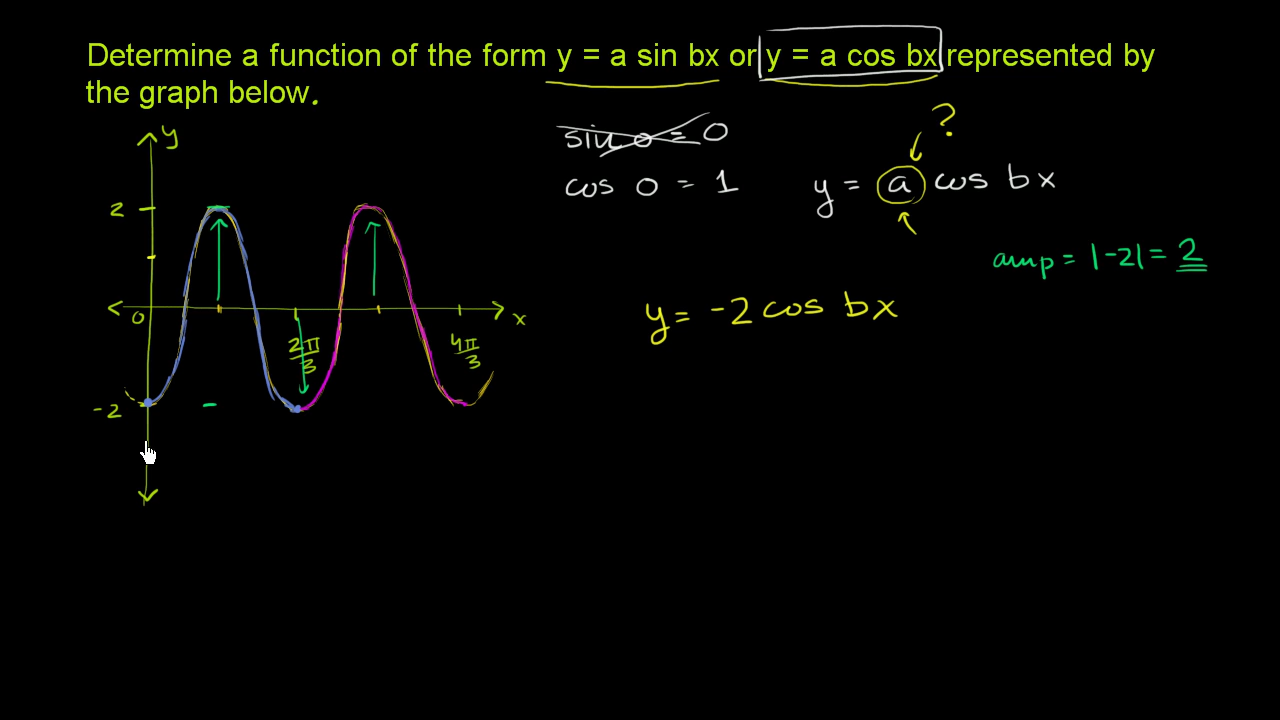 Determine a function of the form y = a sin bx or y = a cos bx represented by
the graph below.
sin 0 = 0
cos 0 = 1
?
y = a cos bx
amp = |-2| = 2
y = -2 cos bx
y
2
0
x
2π/3
4π/3
-2